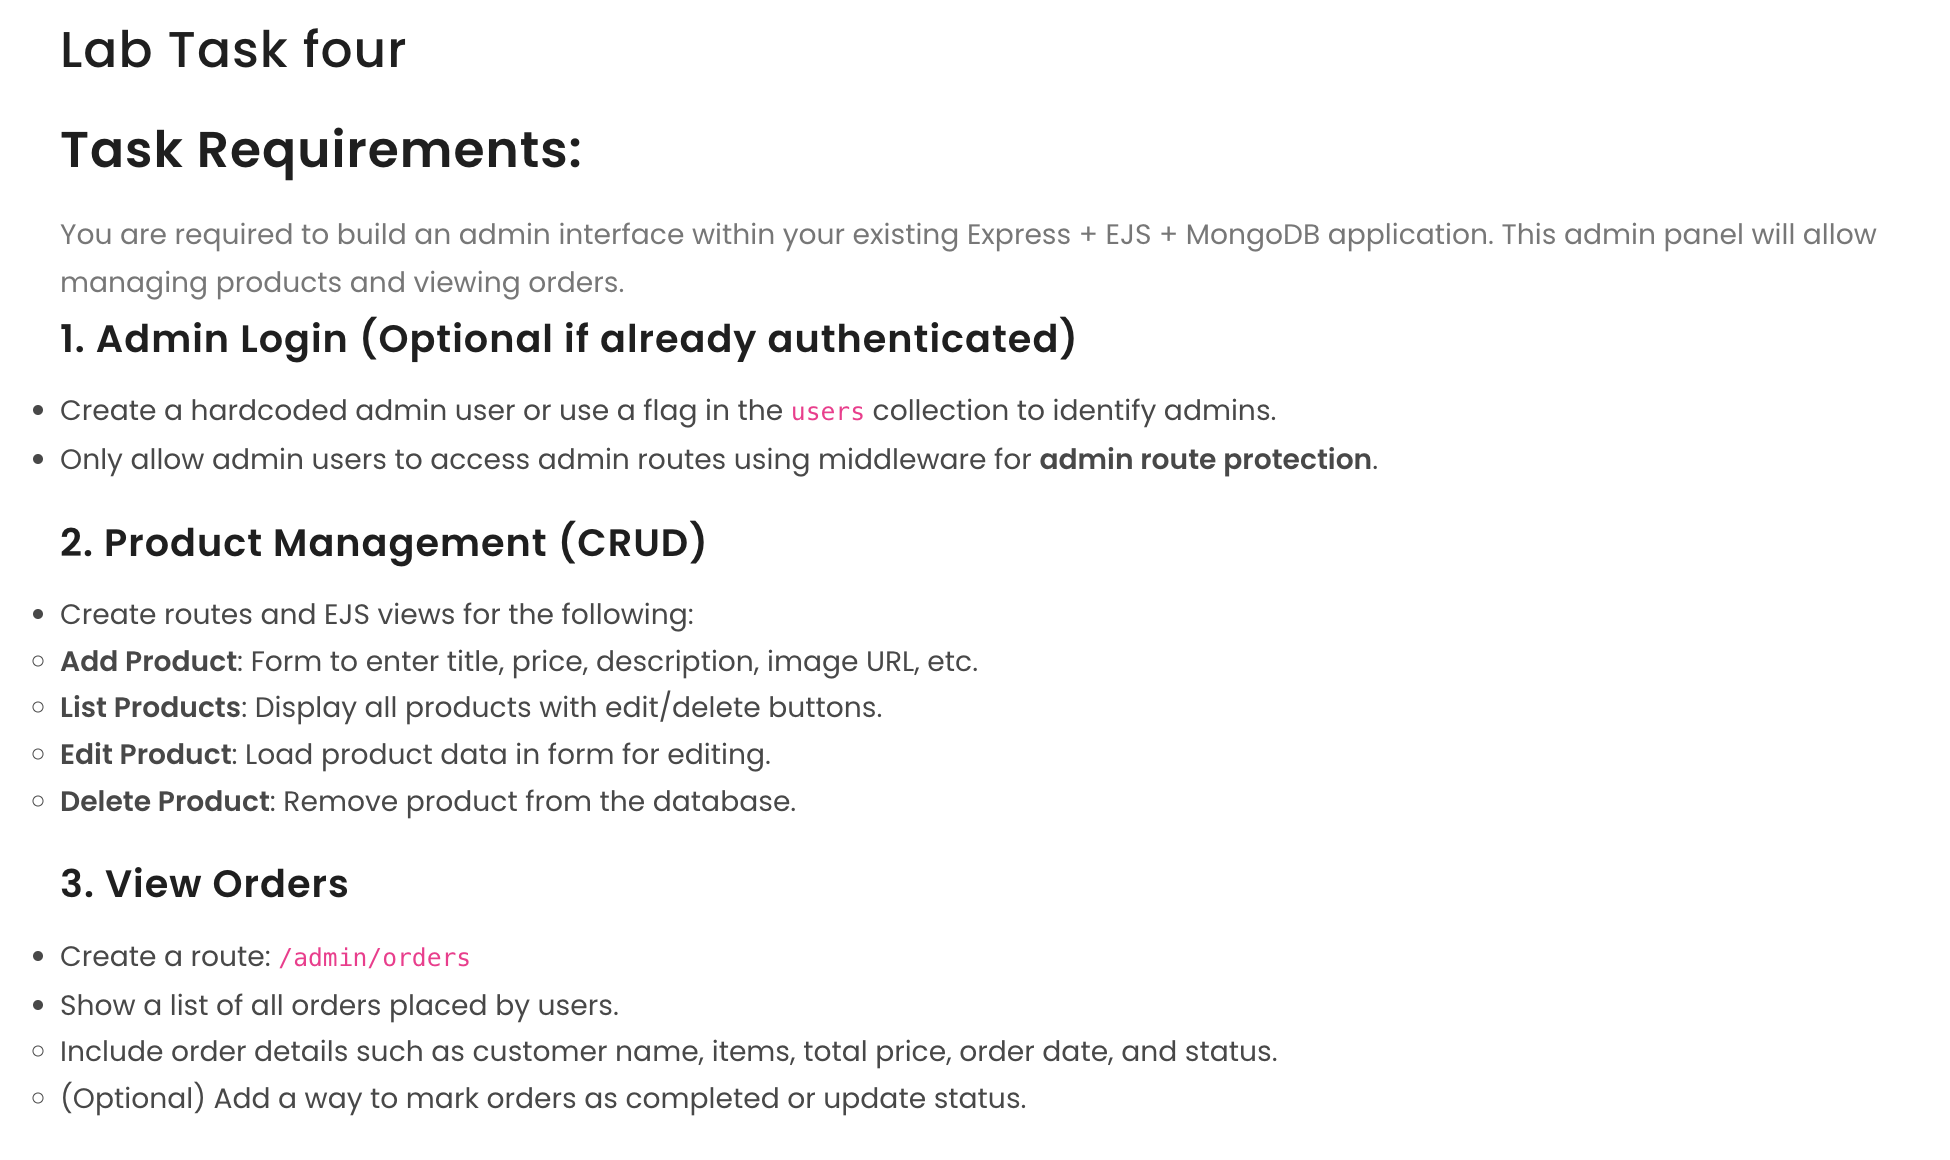 Lab Task four
Task Requirements:
You are required to build an admin interface within your existing Express + EJS + MongoDB application. This admin panel will allow
managing products and viewing orders.
1. Admin Login (Optional if already authenticated)
Create a hardcoded admin user or use a flag in the users collection to identify admins.
Only allow admin users to access admin routes using middleware for admin route protection.
2. Product Management (CRUD)
Create routes and EJS views for the following:
Add Product: Form to enter title, price, description, image URL, etc.
List Products: Display all products with edit/delete buttons.
Edit Product: Load product data in form for editing.
Delete Product: Remove product from the database.
3. View Orders
Create a route: /admin/orders
Show a list of all orders placed by users.
Include order details such as customer name, items, total price, order date, and status.
(Optional) Add a way to mark orders as completed or update status.